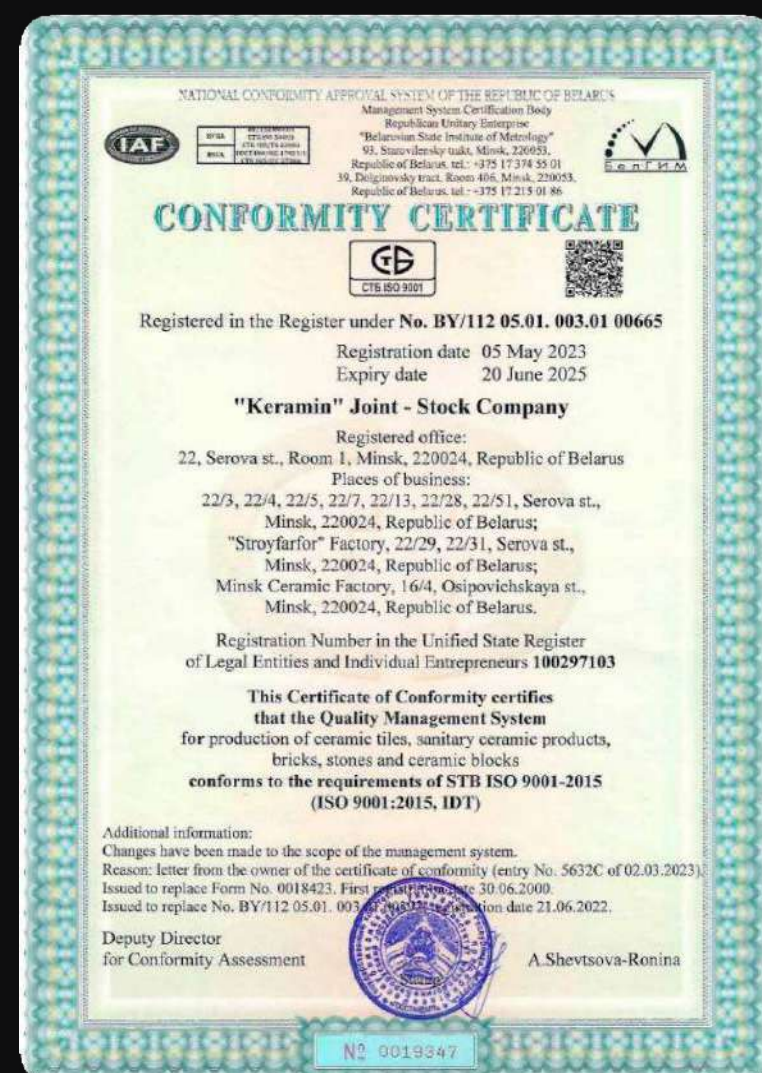 NATIONAL CONFORMITY APPROVAL SYSTEM OF THE REPUBLIC OF BELARUS
Management System Certification Body
Republican Unitary Enterprise
"Belarusian State Institute of Metrology"
93, Starovilensky trakt, Minsk, 220053,
Republic of Belarus, tel.: +375 17 374 55 01
39, Dolginovsky tract, Room 406, Minsk, 220053,
Republic of Belarus, tel.: +375 17 215 01 86
IAF
БелГИМ
CONFORMITY CERTIFICATE
СТБ ISO 9001
Registered in the Register under No. BY/112 05.01. 003.01 00665
Registration date 05 May 2023
Expiry date 20 June 2025
"Keramin" Joint - Stock Company
Registered office:
22, Serova st., Room 1, Minsk, 220024, Republic of Belarus
Places of business:
22/3, 22/4, 22/5, 22/7, 22/13, 22/28, 22/51, Serova st.,
Minsk, 220024, Republic of Belarus;
"Stroyfarfor" Factory, 22/29, 22/31, Serova st.,
Minsk, 220024, Republic of Belarus;
Minsk Ceramic Factory, 16/4, Osipovichskaya st.,
Minsk, 220024, Republic of Belarus.
Registration Number in the Unified State Register
of Legal Entities and Individual Entrepreneurs 100297103
This Certificate of Conformity certifies
that the Quality Management System
for production of ceramic tiles, sanitary ceramic products,
bricks, stones and ceramic blocks
conforms to the requirements of STB ISO 9001-2015
(ISO 9001:2015, IDT)
Additional information:
Changes have been made to the scope of the management system.
Reason: letter from the owner of the certificate of conformity (entry No. 5632C of 02.03.2023).
Issued to replace Form No. 0018423. First registration date 30.06.2000.
Issued to replace No. BY/112 05.01. 003 registration date 21.06.2022.
Deputy Director
for Conformity Assessment
A.Shevtsova-Ronina
№ 0019347